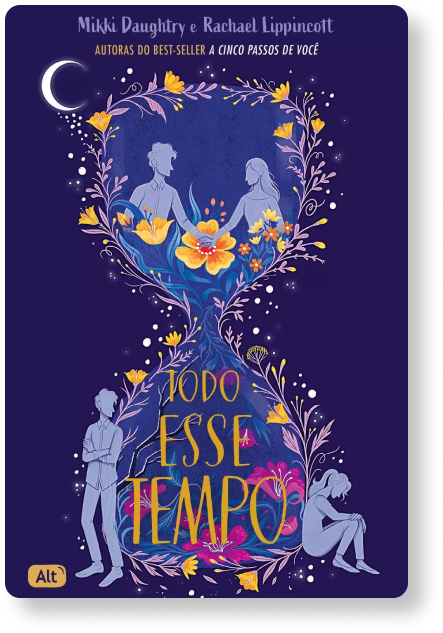 Mikki Daughtry e Rachael Lippincott
AUTORAS DO BEST-SELLER A CINCO PASSOS DE VOCÊ
TODO
ESSE
TEMPO
Alt